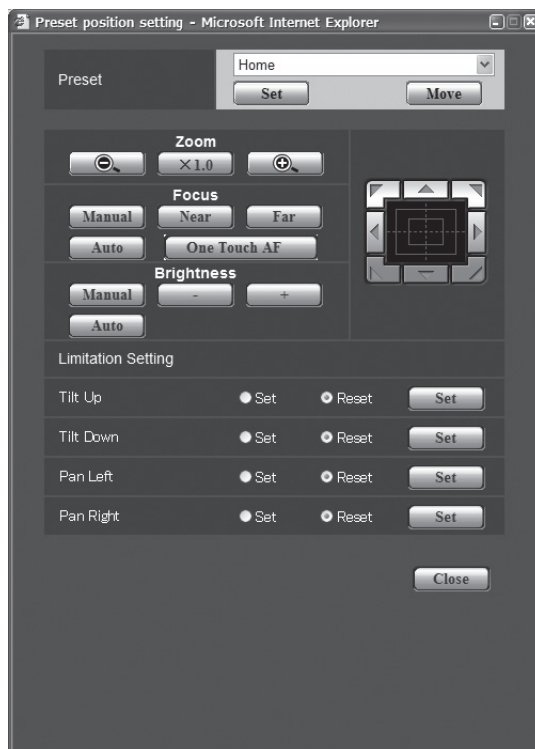 Preset position setting - Microsoft Internet Explorer
Preset
Home
Set Move
Zoom
×1.0
Focus
Manual Near Far
Auto One Touch AF
Brightness
Manual - +
Auto
Limitation Setting
Tilt Up Set Reset Set
Tilt Down Set Reset Set
Pan Left Set Reset Set
Pan Right Set Reset Set
Close